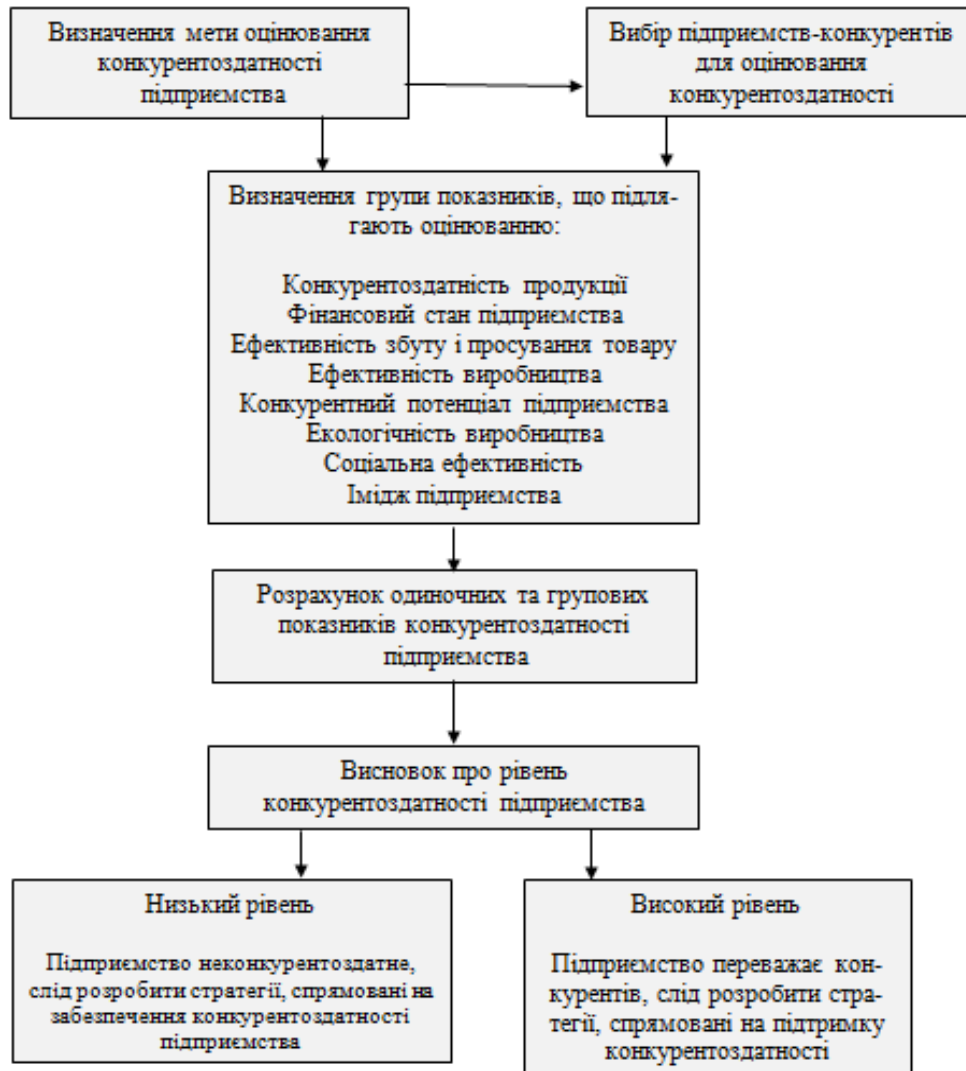 Визначення мети оцінювання
конкурентоздатності
підприємства
Вибір підприємств-конкурентів
для оцінювання
конкурентоздатності
Визначення групи показників, що підля-
гають оцінюванню:
Конкурентоздатність продукції
Фінансовий стан підприємства
Ефективність збуту і просування товару
Ефективність виробництва
Конкурентний потенціал підприємства
Екологічність виробництва
Соціальна ефективність
Імідж підприємства
Розрахунок одиночних та групових
показників конкурентоздатності
підприємства
Висновок про рівень
конкурентоздатності підприємства
Низький рівень
Підприємство неконкурентоздатне,
слід розробити стратегії, спрямовані на
забезпечення конкурентоздатності
підприємства
Високий рівень
Підприємство переважає кон-
курентів, слід розробити стра-
тегії, спрямовані на підтримку
конкурентоздатності